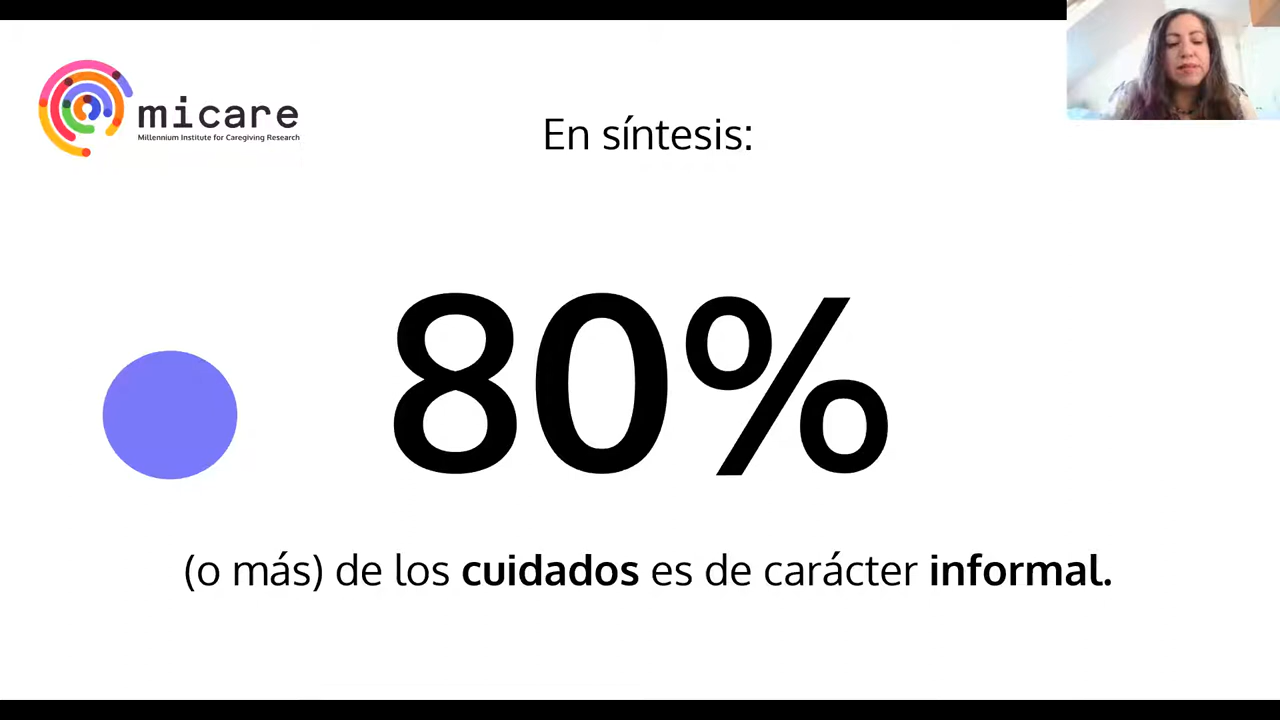 micare
Millennium Institute for Caregiving Research
En síntesis:
80%
(o más) de los cuidados es de carácter informal.